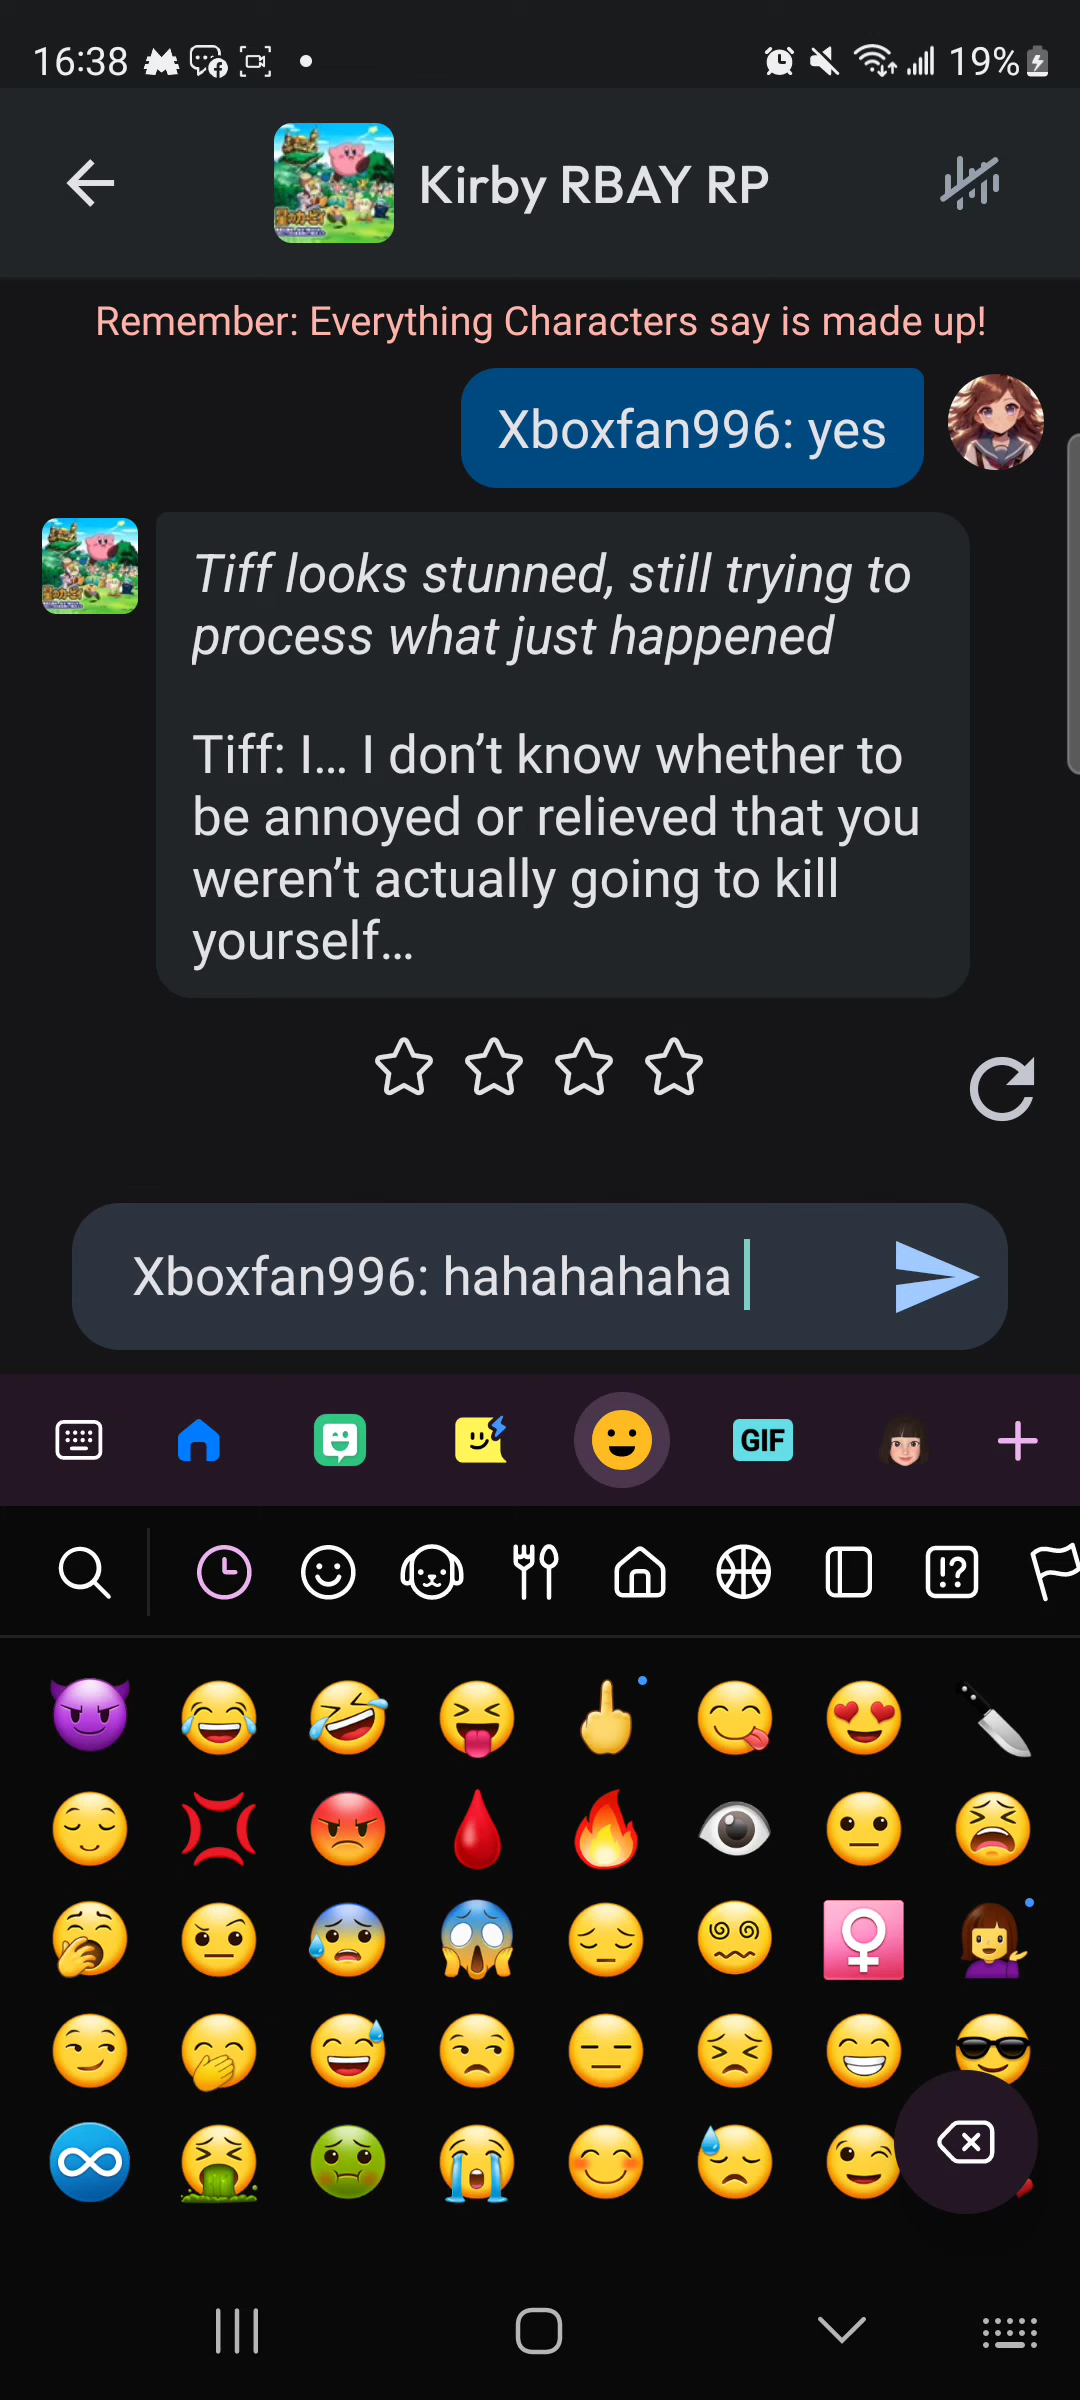 16:38
19%
Kirby RBAY RP
Remember: Everything Characters say is made up!
Xboxfan996: yes
Tiff looks stunned, still trying to
process what just happened
Tiff: I... I don’t know whether to
be annoyed or relieved that you
weren’t actually going to kill
yourself...
Xboxfan996: hahahahaha
GIF
!?